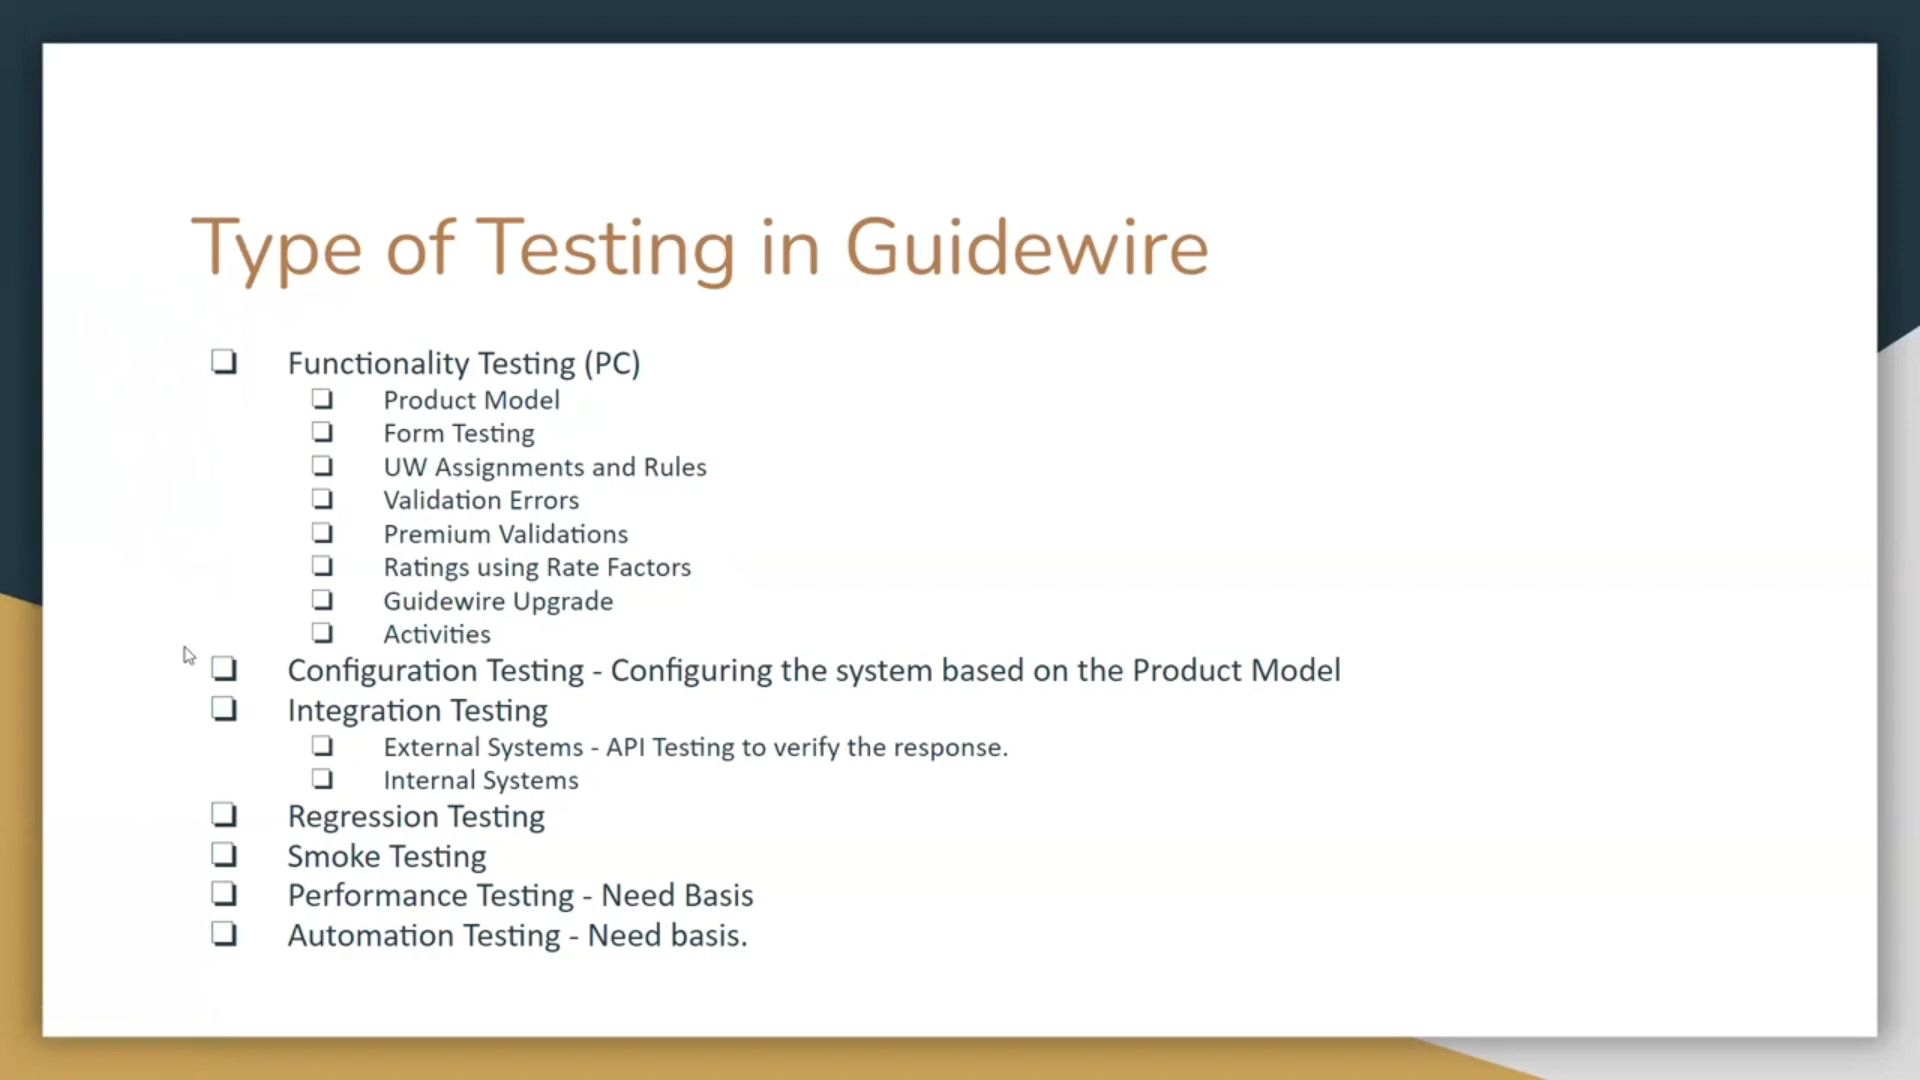 Type of Testing in Guidewire
❏ Functionality Testing (PC)
❏ Product Model
❏ Form Testing
❏ UW Assignments and Rules
❏ Validation Errors
❏ Premium Validations
❏ Ratings using Rate Factors
❏ Guidewire Upgrade
❏ Activities
❏ Configuration Testing - Configuring the system based on the Product Model
❏ Integration Testing
❏ External Systems - API Testing to verify the response.
❏ Internal Systems
❏ Regression Testing
❏ Smoke Testing
❏ Performance Testing - Need Basis
❏ Automation Testing - Need basis.